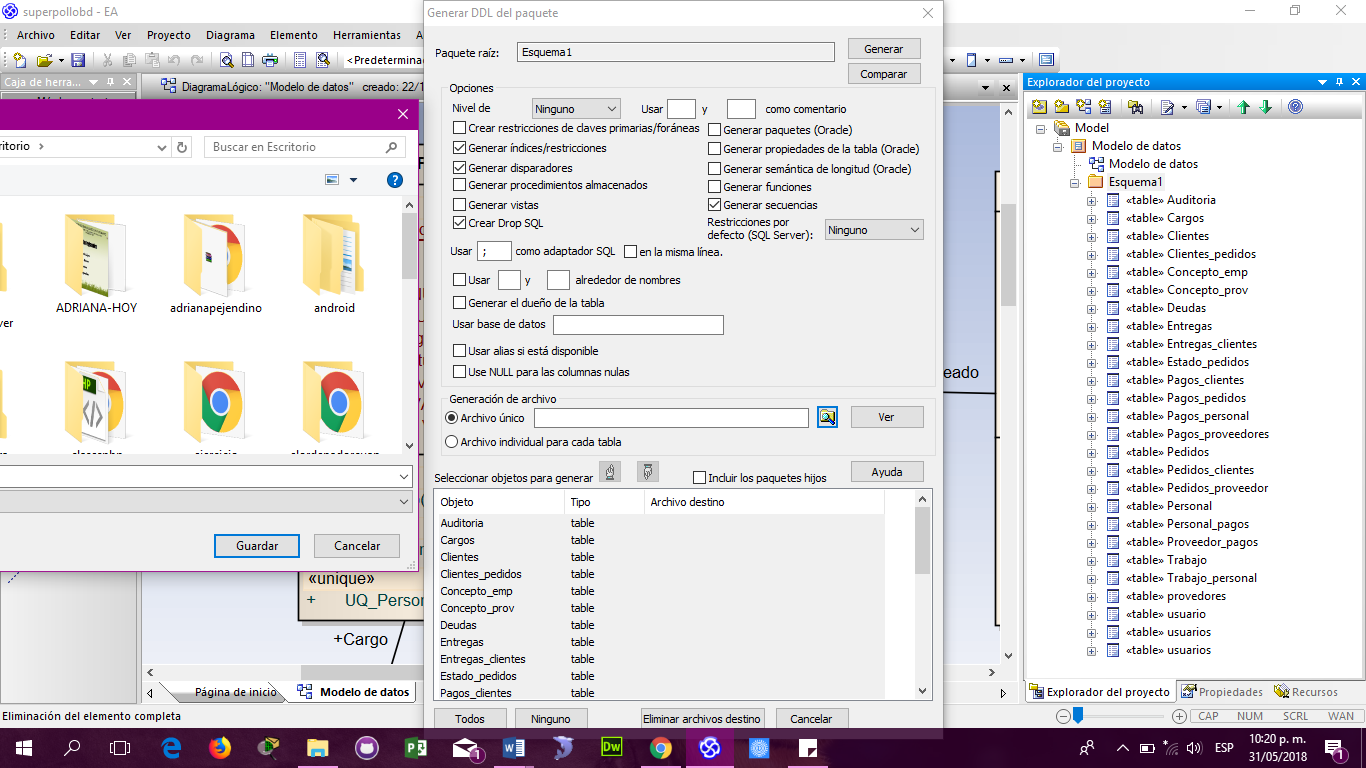 superpollobd - EA
Archivo Editar Ver Proyecto Diagrama Elemento Herramientas
<Predetermina
Caja de herra...
DiagramaLógico: "Modelo de datos" creado: 22/1
critorio
Buscar en Escritorio
ADRIANA-HOY
adrianapejendino
android
Guardar
Cancelar
«unique»
+ UQ_Person
+Cargo
eado
Página de inicio
Modelo de datos
Eliminación del elemento completa
Generar DDL del paquete
Paquete raíz: Esquema1
Generar
Comparar
Opciones
Nivel de Ninguno Usar y como comentario
Crear restricciones de claves primarias/foráneas
Generar paquetes (Oracle)
Generar índices/restricciones
Generar propiedades de la tabla (Oracle)
Generar disparadores
Generar semántica de longitud (Oracle)
Generar procedimientos almacenados
Generar funciones
Generar vistas
Generar secuencias
Crear Drop SQL
Restricciones por
defecto (SQL Server): Ninguno
Usar ; como adaptador SQL en la misma línea.
Usar y alrededor de nombres
Generar el dueño de la tabla
Usar base de datos
Usar alias si está disponible
Use NULL para las columnas nulas
Generación de archivo
Archivo único
Ver
Archivo individual para cada tabla
Seleccionar objetos para generar
Incluir los paquetes hijos
Ayuda
Objeto Tipo Archivo destino
Auditoria table
Cargos table
Clientes table
Clientes_pedidos table
Concepto_emp table
Concepto_prov table
Deudas table
Entregas table
Entregas_clientes table
Estado_pedidos table
Pagos_clientes table
Todos Ninguno Eliminar archivos destino Cancelar
Explorador del proyecto
Model
Modelo de datos
Modelo de datos
Esquema1
«table» Auditoria
«table» Cargos
«table» Clientes
«table» Clientes_pedidos
«table» Concepto_emp
«table» Concepto_prov
«table» Deudas
«table» Entregas
«table» Entregas_clientes
«table» Estado_pedidos
«table» Pagos_clientes
«table» Pagos_pedidos
«table» Pagos_personal
«table» Pagos_proveedores
«table» Pedidos
«table» Pedidos_clientes
«table» Pedidos_proveedor
«table» Personal
«table» Personal_pagos
«table» Proveedor_pagos
«table» Trabajo
«table» Trabajo_personal
«table» provedores
«table» usuario
«table» usuarios
«table» usuarios
Explorador del proyecto Propiedades Recursos
CAP NUM SCRL WAN
ESP
10:20 p. m.
31/05/2018